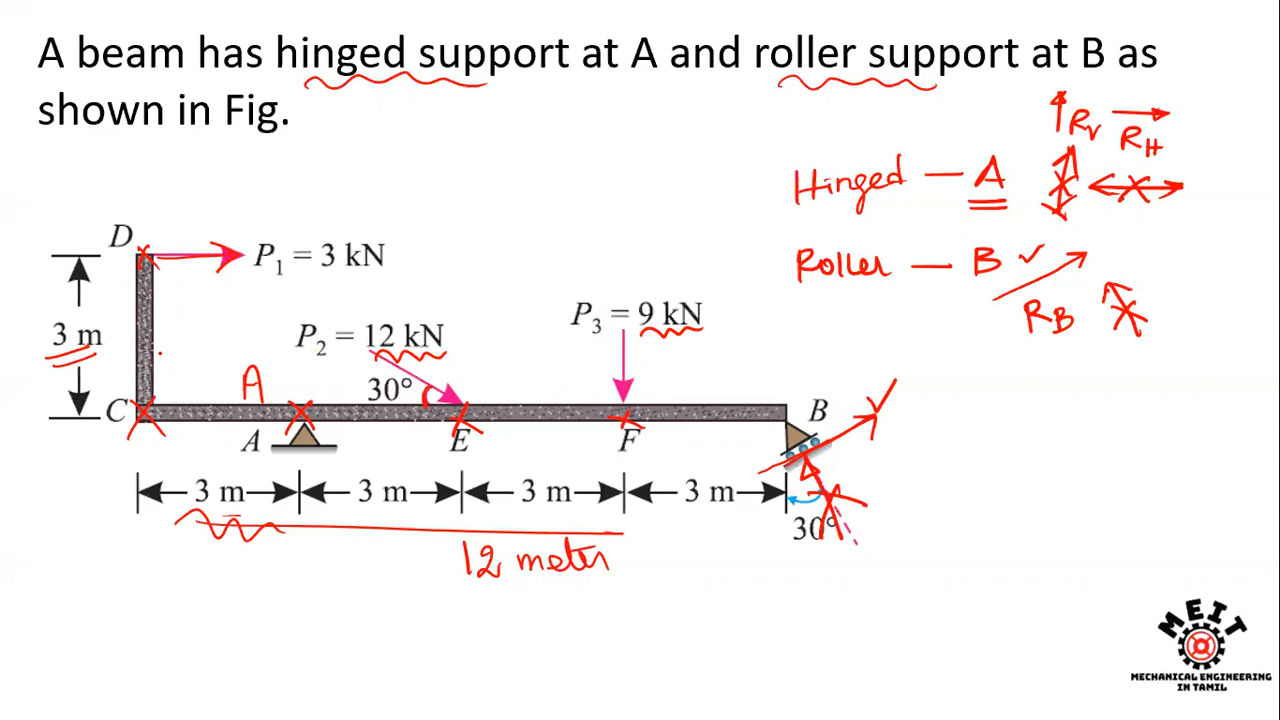 A beam has hinged support at A and roller support at B as
shown in Fig.
R_V R_H
Hinged — A
Roller — B ✓
R_B
D
P₁ = 3 kN
3 m
P₂ = 12 kN
P₃ = 9 kN
A
30°
C
B
A
E
F
3 m
3 m
3 m
3 m
30°
12 meter
MEIT
MECHANICAL ENGINEERING
IN TAMIL